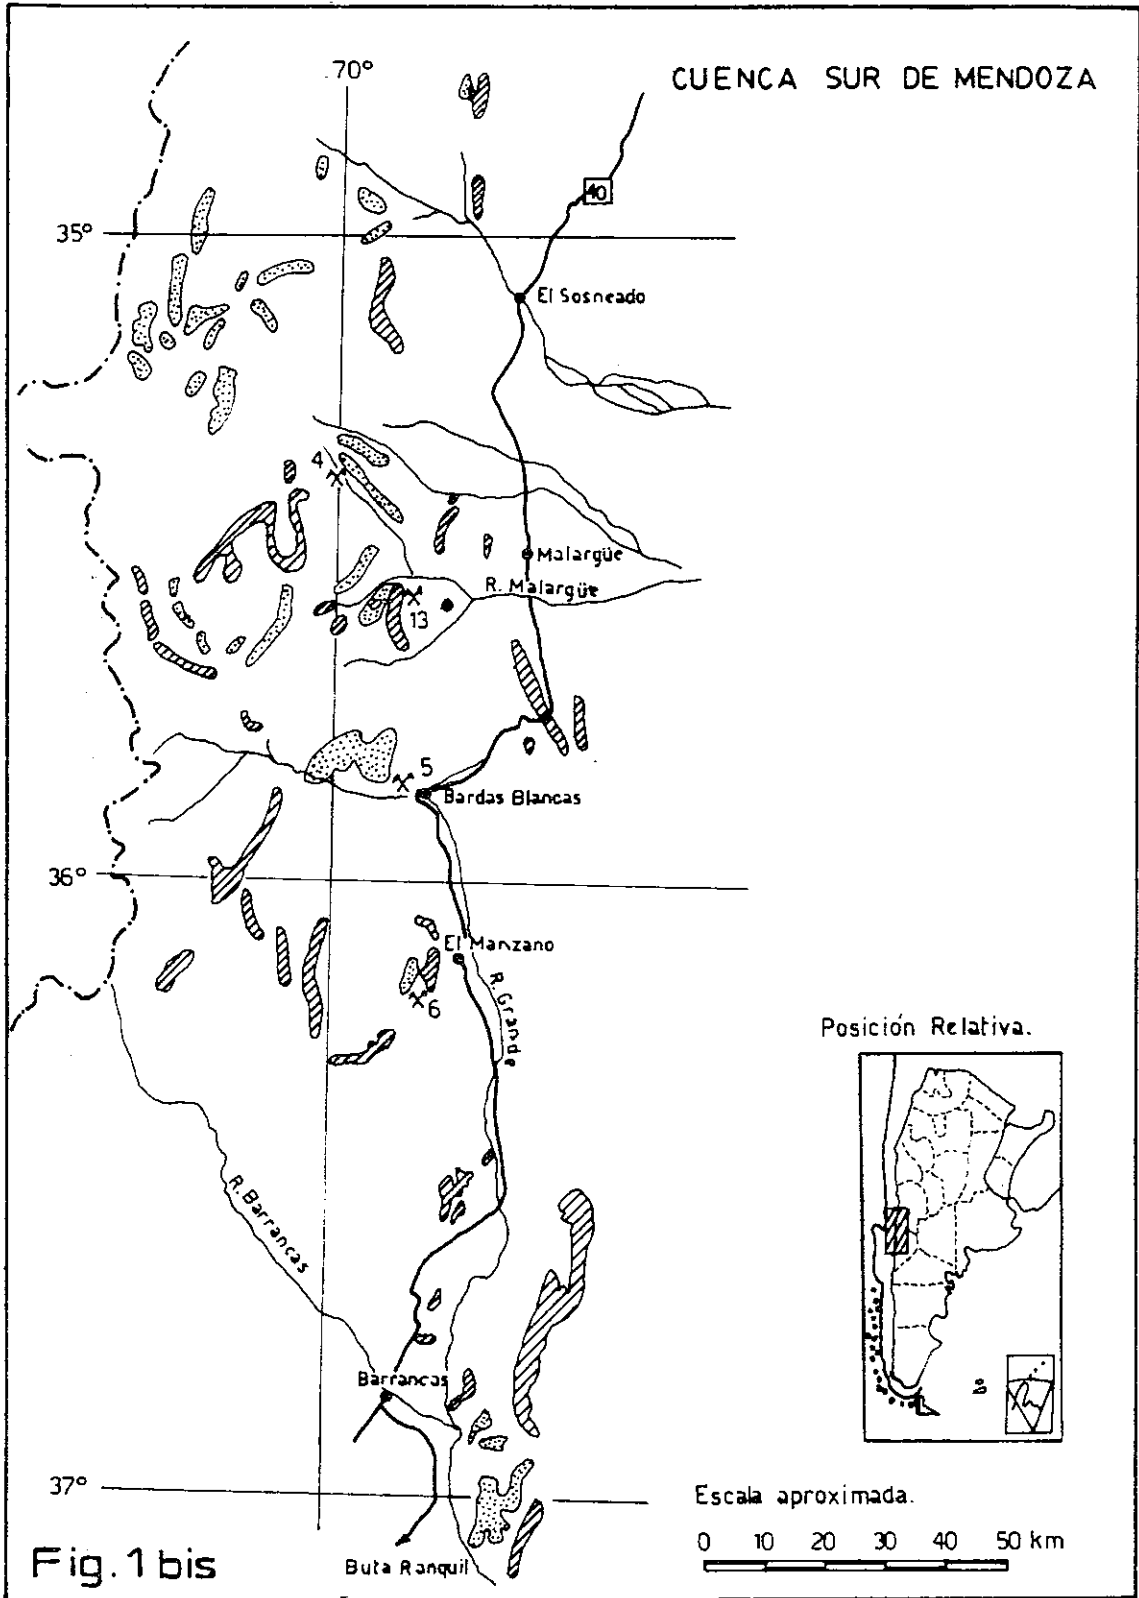 CUENCA SUR DE MENDOZA
70°
40
35°
El Sosneado
4
Malargüe
R. Malargüe
13
5
Bardas Blancas
36°
El Manzano
R. Grande
6
Posición Relativa.
R. Barrancas
Barrancas
37°
Escala aproximada.
0 10 20 30 40 50 km
Buta Ranquil
Fig. 1 bis